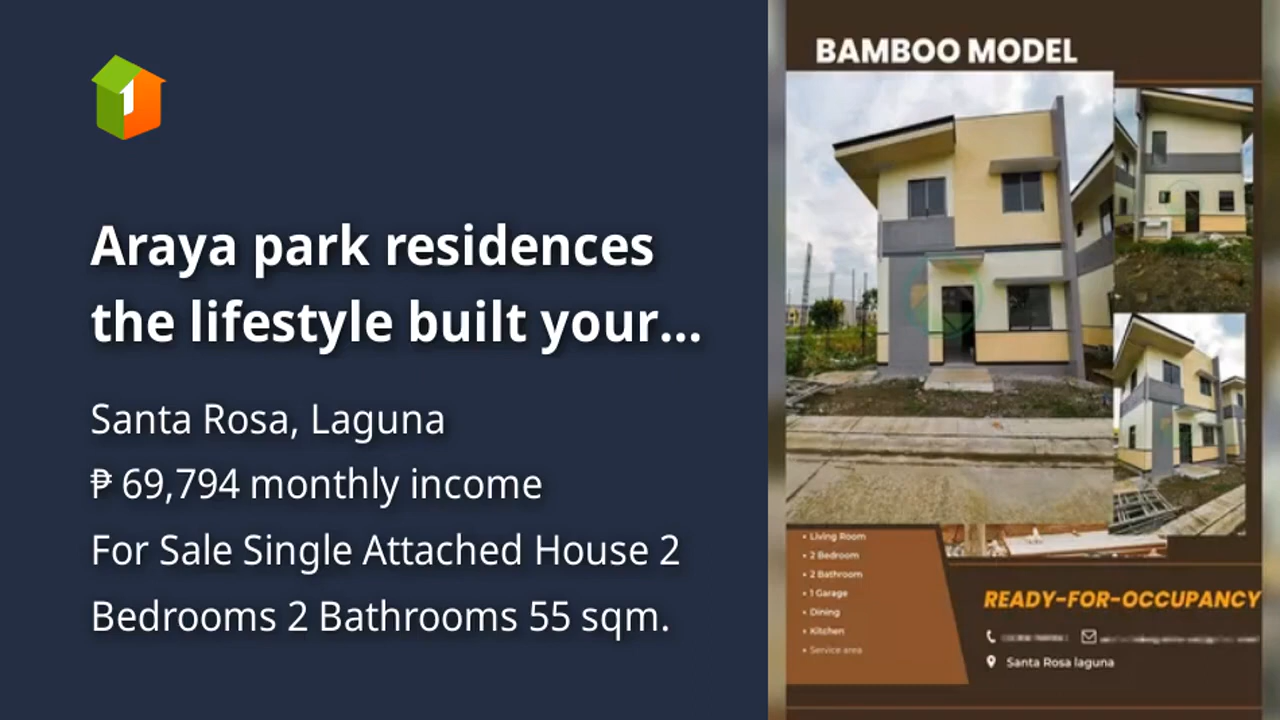 Araya park residences
the lifestyle built your...
Santa Rosa, Laguna
₱ 69,794 monthly income
For Sale Single Attached House 2
Bedrooms 2 Bathrooms 55 sqm.
BAMBOO MODEL
• Living Room
• 2 Bedroom
• 2 Bathroom
• 1 Garage
• Dining
• Kitchen
• Service area
READY-FOR-OCCUPANCY
Santa Rosa laguna